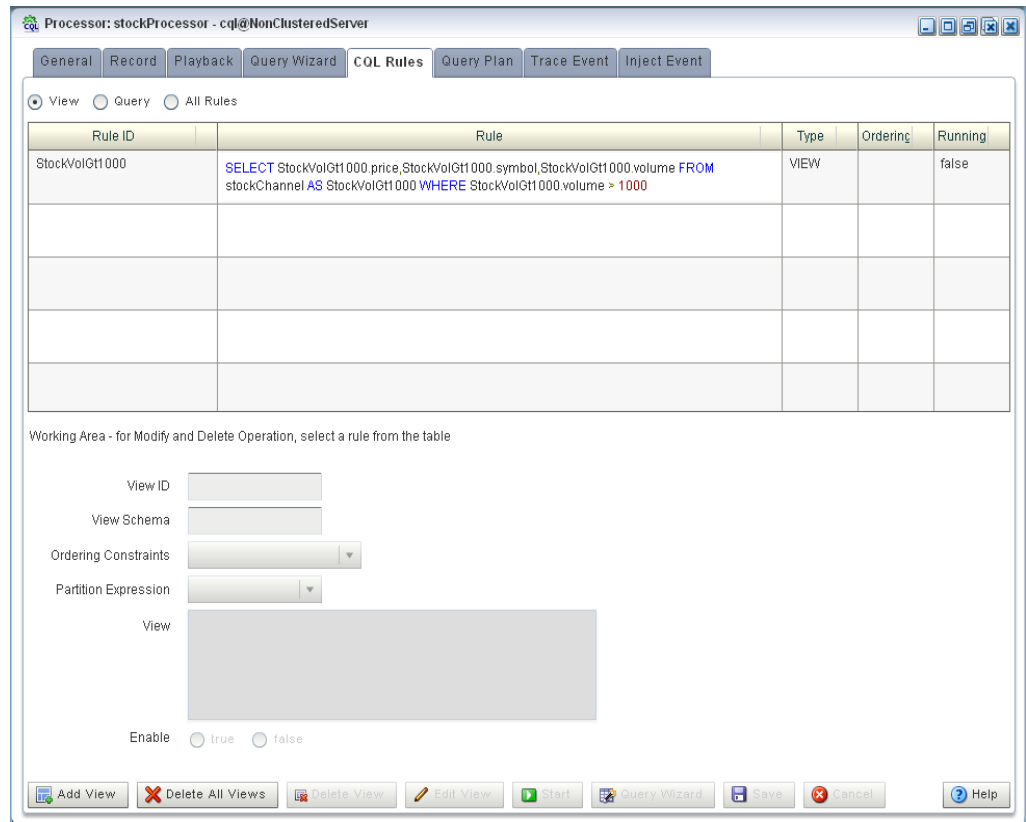 CQL Processor: stockProcessor - cql@NonClusteredServer
General Record Playback Query Wizard CQL Rules Query Plan Trace Event Inject Event
View Query All Rules
Rule ID Rule Type Ordering Running
StockVolGt1000 SELECT StockVolGt1000.price,StockVolGt1000.symbol,StockVolGt1000.volume FROM VIEW false
stockChannel AS StockVolGt1000 WHERE StockVolGt1000.volume > 1000
Working Area - for Modify and Delete Operation, select a rule from the table
View ID
View Schema
Ordering Constraints
Partition Expression
View
Enable true false
Add View Delete All Views Delete View Edit View Start Query Wizard Save Cancel Help